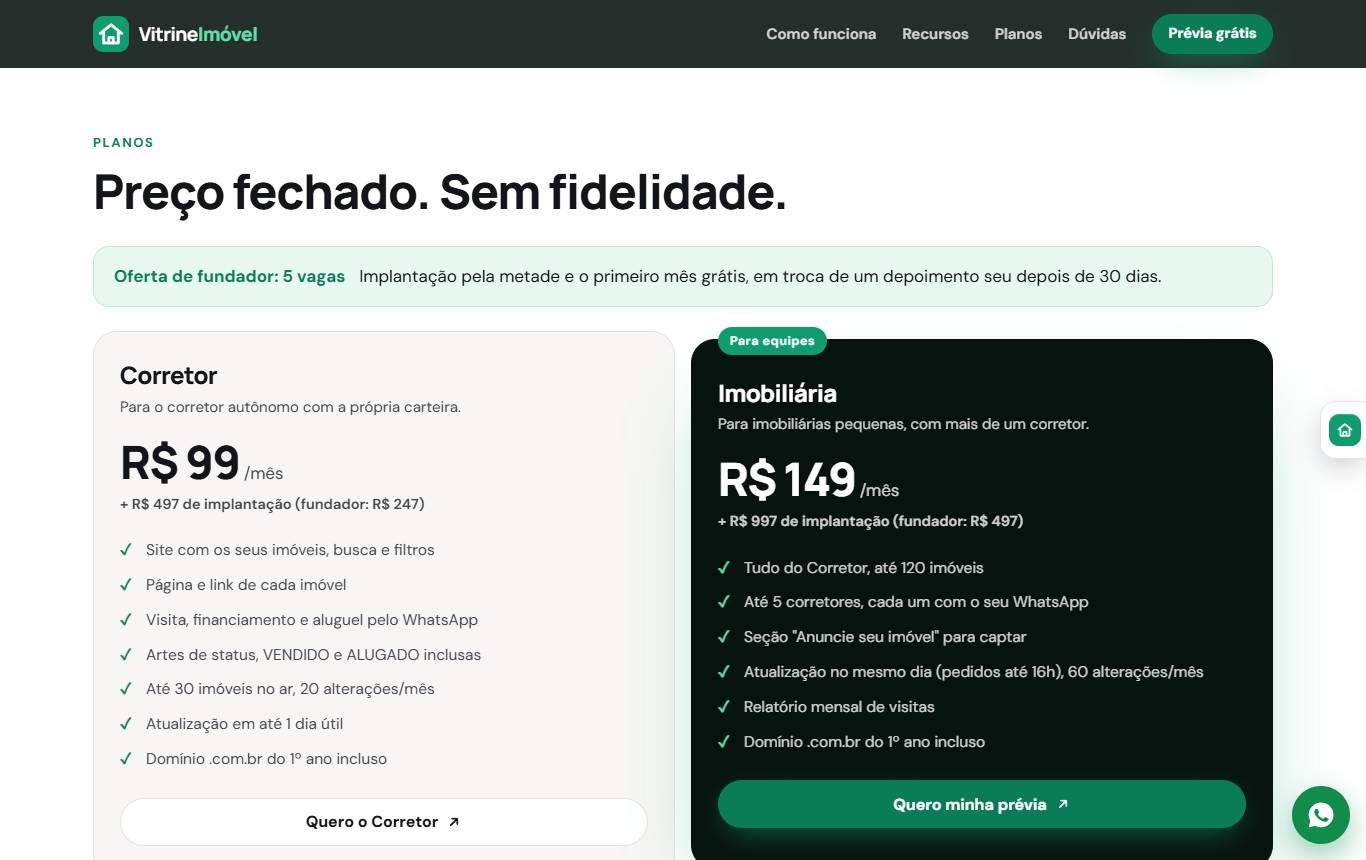 VitrineImóvel
Como funciona
Recursos
Planos
Dúvidas
Prévia grátis
PLANOS
Preço fechado. Sem fidelidade.
Oferta de fundador: 5 vagas Implantação pela metade e o primeiro mês grátis, em troca de um depoimento seu depois de 30 dias.
Corretor
Para o corretor autônomo com a própria carteira.
R$ 99 /mês
+ R$ 497 de implantação (fundador: R$ 247)
✓ Site com os seus imóveis, busca e filtros
✓ Página e link de cada imóvel
✓ Visita, financiamento e aluguel pelo WhatsApp
✓ Artes de status, VENDIDO e ALUGADO inclusas
✓ Até 30 imóveis no ar, 20 alterações/mês
✓ Atualização em até 1 dia útil
✓ Domínio .com.br do 1º ano incluso
Quero o Corretor ↗
Para equipes
Imobiliária
Para imobiliárias pequenas, com mais de um corretor.
R$ 149 /mês
+ R$ 997 de implantação (fundador: R$ 497)
✓ Tudo do Corretor, até 120 imóveis
✓ Até 5 corretores, cada um com o seu WhatsApp
✓ Seção "Anuncie seu imóvel" para captar
✓ Atualização no mesmo dia (pedidos até 16h), 60 alterações/mês
✓ Relatório mensal de visitas
✓ Domínio .com.br do 1º ano incluso
Quero minha prévia ↗